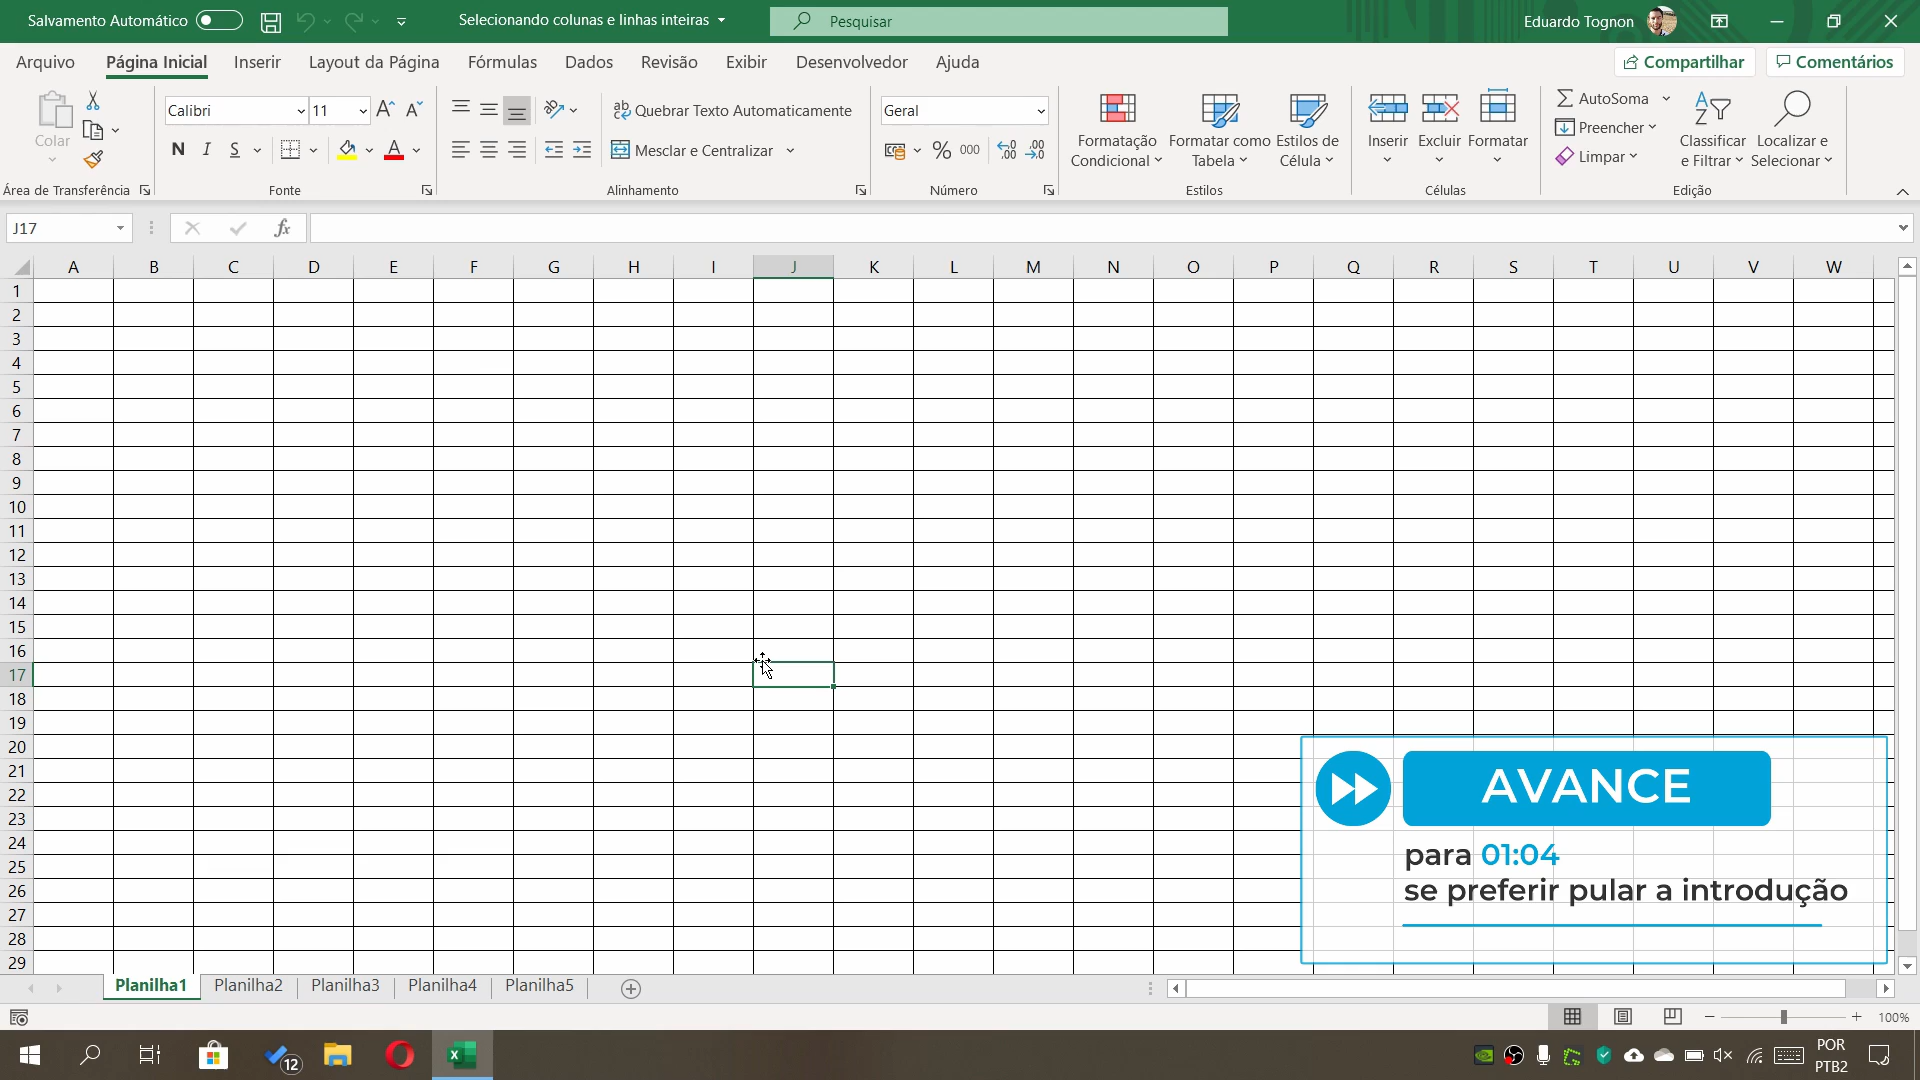 Salvamento Automático
Selecionando colunas e linhas inteiras
Pesquisar
Eduardo Tognon
Arquivo
Página Inicial
Inserir
Layout da Página
Fórmulas
Dados
Revisão
Exibir
Desenvolvedor
Ajuda
Compartilhar
Comentários
Colar
Calibri
11
N
I
S
Quebrar Texto Automaticamente
Mesclar e Centralizar
Geral
% 000
Formatação Condicional
Formatar como Tabela
Estilos de Célula
Inserir
Excluir
Formatar
AutoSoma
Preencher
Limpar
Classificar e Filtrar
Localizar e Selecionar
Área de Transferência
Fonte
Alinhamento
Número
Estilos
Células
Edição
J17
fx
A B C D E F G H I J K L M N O P Q R S T U V W
1
2
3
4
5
6
7
8
9
10
11
12
13
14
15
16
17
18
19
20
21
22
23
24
25
26
27
28
29
AVANCE
para 01:04
se preferir pular a introdução
Planilha1
Planilha2
Planilha3
Planilha4
Planilha5
100%
12
POR
PTB2